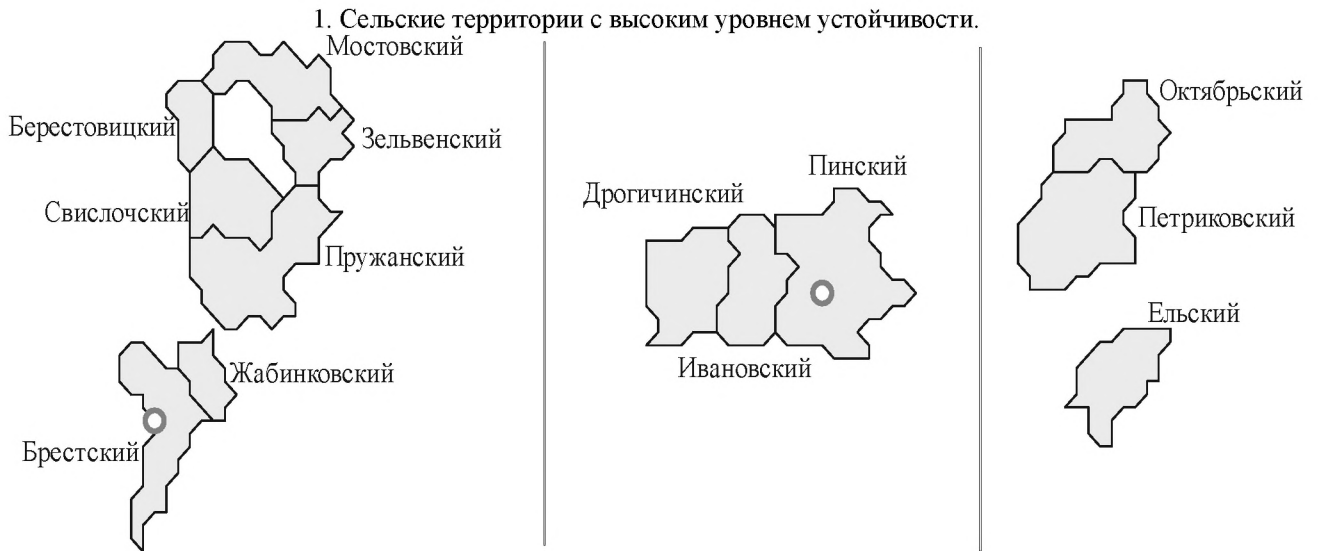 1. Сельские территории с высоким уровнем устойчивости.
Мостовский
Берестовицкий
Зельвенский
Свислочский
Пружанский
Жабинковский
Брестский
Пинский
Дрогичинский
Ивановский
Октябрьский
Петриковский
Ельский